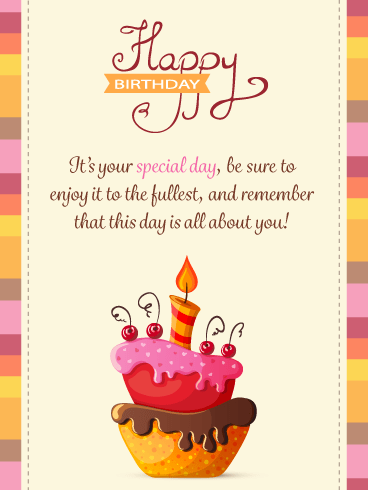 Happy
BIRTHDAY
It's your special day, be sure to
enjoy it to the fullest, and remember
that this day is all about you!